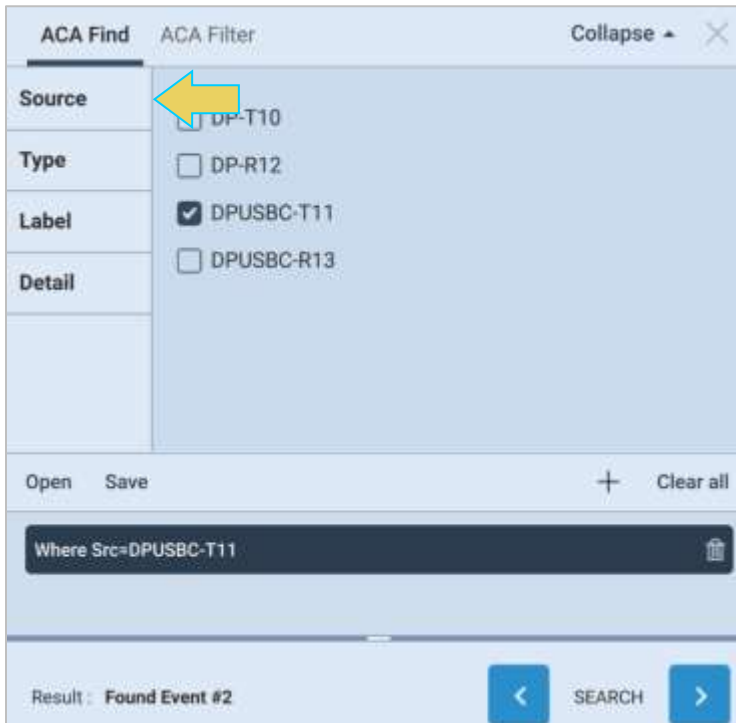 ACA Find ACA Filter Collapse
Source
DP-T10
Type
DP-R12
DPUSBC-T11
Label
DPUSBC-R13
Detail
Open Save + Clear all
Where Src=DPUSBC-T11
Result : Found Event #2
SEARCH